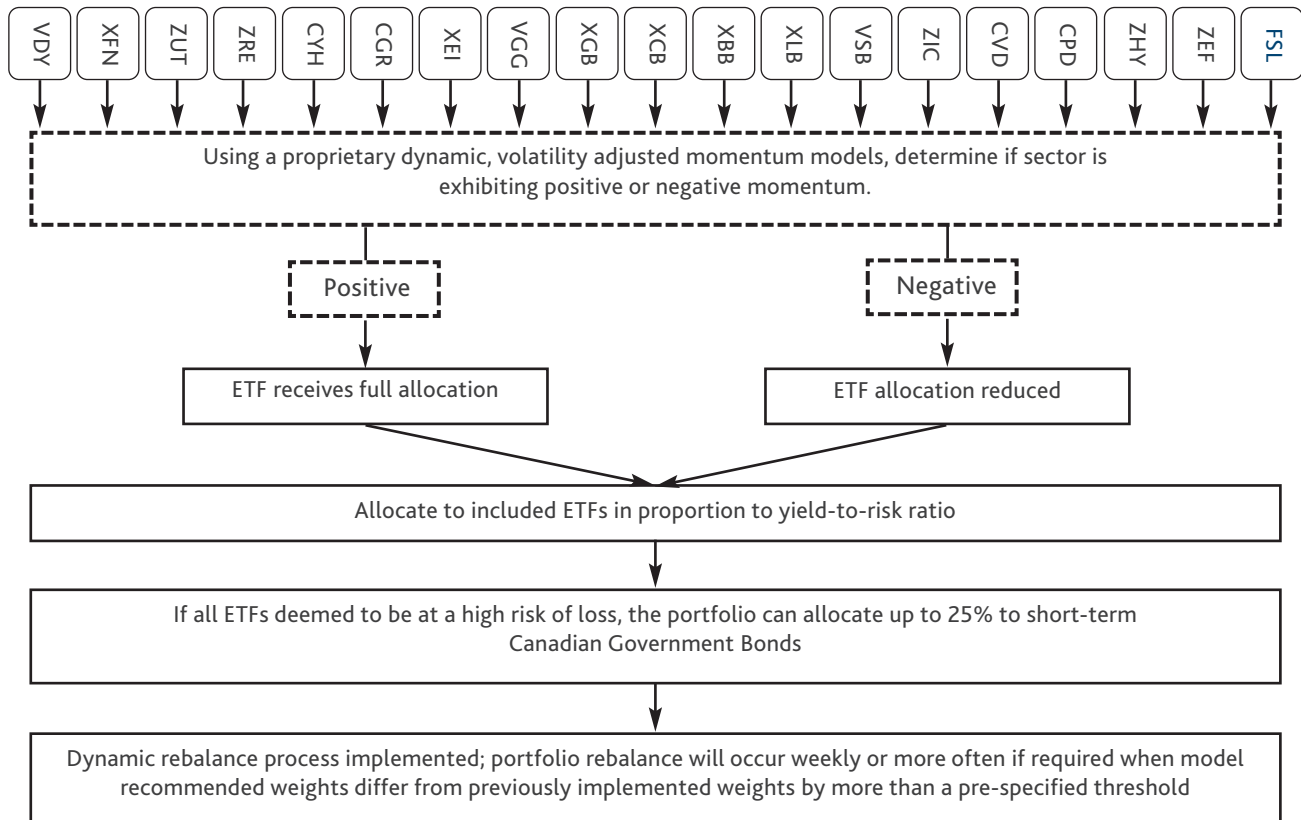 VDY
XFN
ZUT
ZRE
CYH
CGR
XEI
VGG
XGB
XCB
XBB
XLB
VSB
ZIC
CVD
CPD
ZHY
ZEF
FSL
Using a proprietary dynamic, volatility adjusted momentum models, determine if sector is
exhibiting positive or negative momentum.
Positive
Negative
ETF receives full allocation
ETF allocation reduced
Allocate to included ETFs in proportion to yield-to-risk ratio
If all ETFs deemed to be at a high risk of loss, the portfolio can allocate up to 25% to short-term
Canadian Government Bonds
Dynamic rebalance process implemented; portfolio rebalance will occur weekly or more often if required when model
recommended weights differ from previously implemented weights by more than a pre-specified threshold